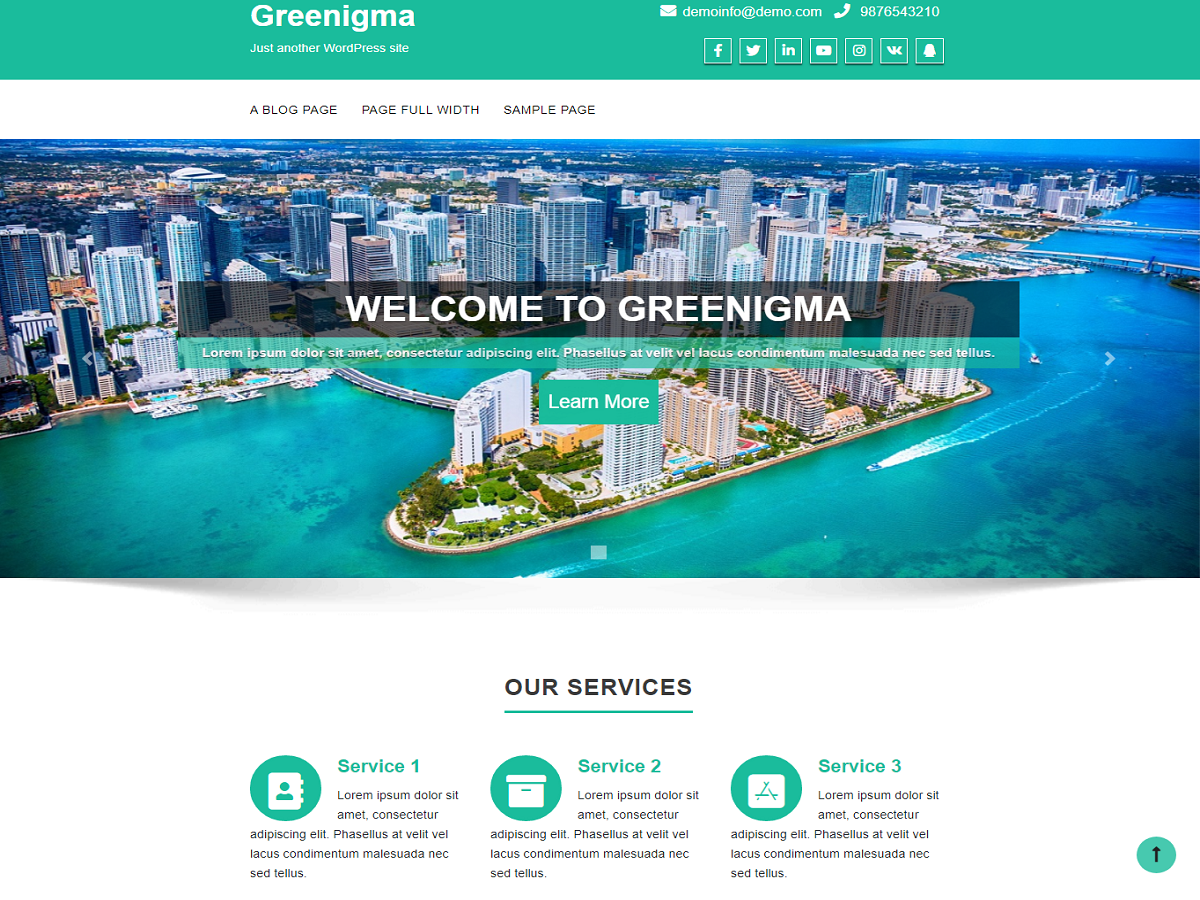 Greenigma
demoinfo@demo.com 9876543210
Just another WordPress site
A BLOG PAGE PAGE FULL WIDTH SAMPLE PAGE
WELCOME TO GREENIGMA
Lorem ipsum dolor sit amet, consectetur adipiscing elit. Phasellus at velit vel lacus condimentum malesuada nec sed tellus.
Learn More
OUR SERVICES
Service 1
Lorem ipsum dolor sit
amet, consectetur
adipiscing elit. Phasellus at velit vel
lacus condimentum malesuada nec
sed tellus.
Service 2
Lorem ipsum dolor sit
amet, consectetur
adipiscing elit. Phasellus at velit vel
lacus condimentum malesuada nec
sed tellus.
Service 3
Lorem ipsum dolor sit
amet, consectetur
adipiscing elit. Phasellus at velit vel
lacus condimentum malesuada nec
sed tellus.